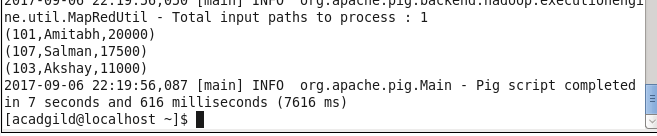 2017-09-06 22:19:56,050 [main] INFO  org.apache.pig.backend.hadoop.executionengi
ne.util.MapRedUtil - Total input paths to process : 1
(101,Amitabh,20000)
(107,Salman,17500)
(103,Akshay,11000)
2017-09-06 22:19:56,087 [main] INFO  org.apache.pig.Main - Pig script completed
in 7 seconds and 616 milliseconds (7616 ms)
[acadgild@localhost ~]$